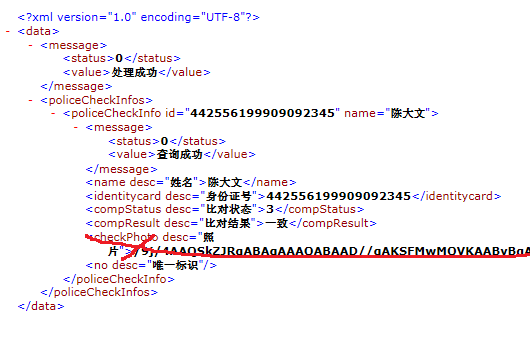 <?xml version="1.0" encoding="UTF-8"?>
- <data>
- <message>
<status>0</status>
<value>处理成功</value>
</message>
- <policeCheckInfos>
- <policeCheckInfo id="442556199909092345" name="陈大文">
- <message>
<status>0</status>
<value>查询成功</value>
</message>
<name desc="姓名">陈大文</name>
<identitycard desc="身份证号">442556199909092345</identitycard>
<compStatus desc="比对状态">3</compStatus>
<compResult desc="比对结果">一致</compResult>
<checkPhoto desc="照
片">/9j/4AAQSkZJRgABAgAAAQABAAD//gAKSFMwMQVKAABvBgA
<no desc="唯一标识"/>
</policeCheckInfo>
</policeCheckInfos>
</data>